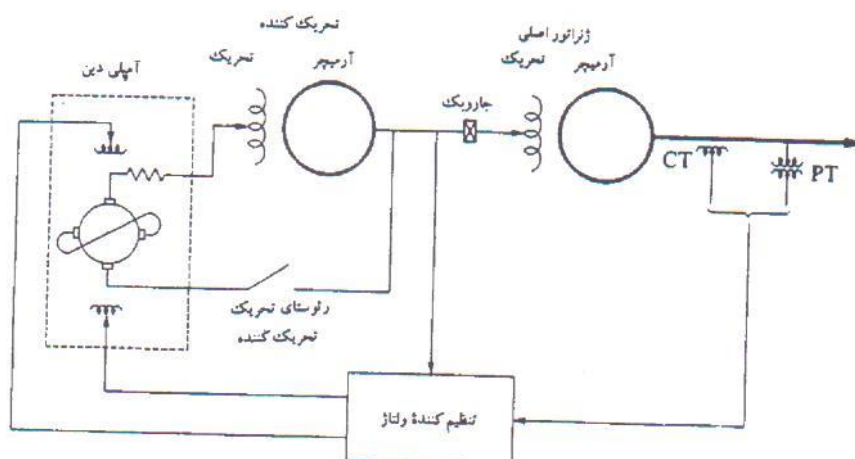 ژنراتور اصلی
تحریک آرمیچر
تحریک کننده
تحریک آرمیچر
آمپلی دین
جاروبک
CT
PT
رئوستای تحریک
تحریک کننده
تنظیم کنندهٔ ولتاژ